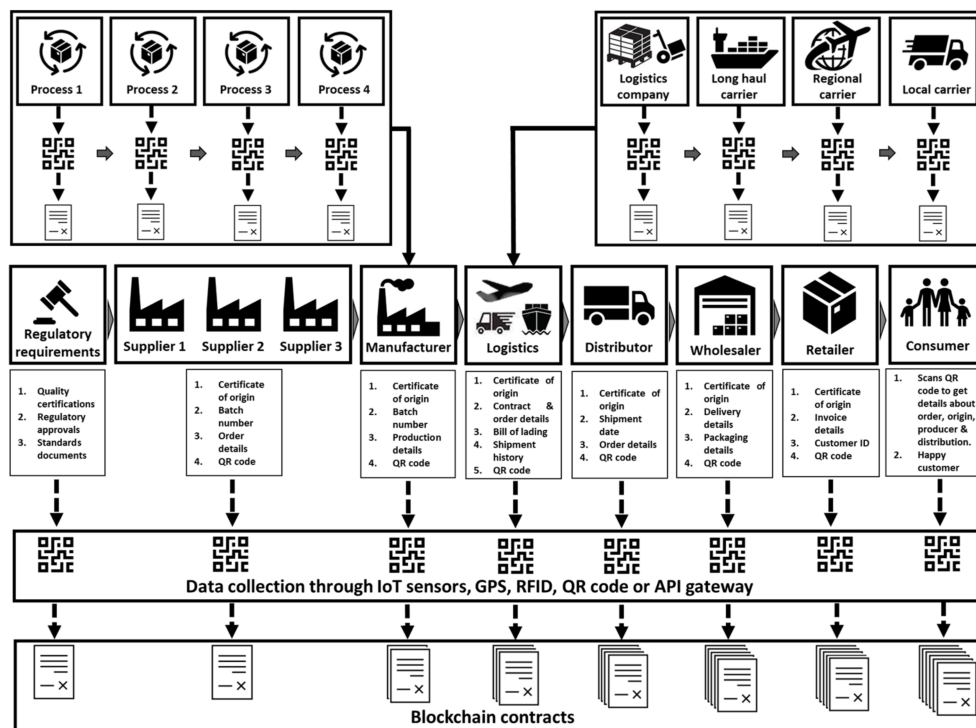 Process 1
Process 2
Process 3
Process 4
Logistics
company
Long haul
carrier
Regional
carrier
Local carrier
Regulatory
requirements
Supplier 1
Supplier 2
Supplier 3
Manufacturer
Logistics
Distributor
Wholesaler
Retailer
Consumer
1. Quality
certifications
2. Regulatory
approvals
3. Standards
documents
1. Certificate
of origin
2. Batch
number
3. Order
details
4. QR code
1. Certificate
of origin
2. Batch
number
3. Production
details
4. QR code
1. Certificate of
origin
2. Contract &
order details
3. Bill of lading
4. Shipment
history
5. QR code
1. Certificate of
origin
2. Shipment
date
3. Order details
4. QR code
1. Certificate of
origin
2. Delivery
details
3. Packaging
details
4. QR code
1. Certificate
of origin
2. Invoice
details
3. Customer ID
4. QR code
1. Scans QR
code to get
details about
order, origin,
producer &
distribution.
2. Happy
customer
Data collection through IoT sensors, GPS, RFID, QR code or API gateway
Blockchain contracts